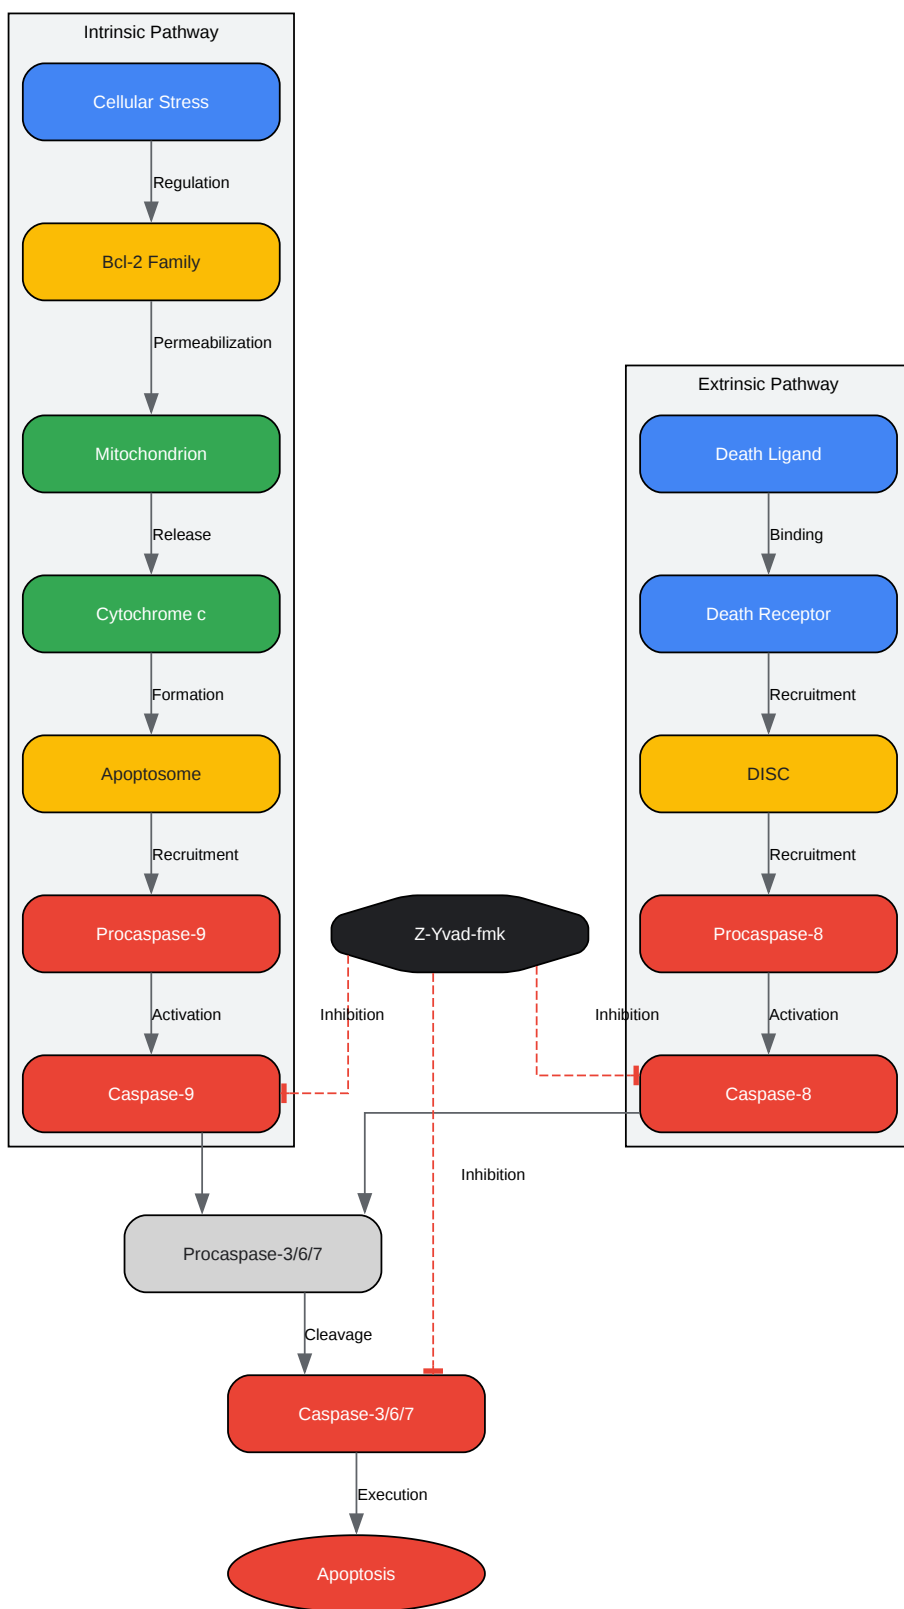 Intrinsic Pathway
Cellular Stress
Regulation
Bcl-2 Family
Permeabilization
Mitochondrion
Release
Cytochrome c
Formation
Apoptosome
Recruitment
Procaspase-9
Activation
Caspase-9
Extrinsic Pathway
Death Ligand
Binding
Death Receptor
Recruitment
DISC
Recruitment
Procaspase-8
Activation
Caspase-8
Z-Yvad-fmk
Inhibition
Inhibition
Inhibition
Procaspase-3/6/7
Cleavage
Caspase-3/6/7
Execution
Apoptosis